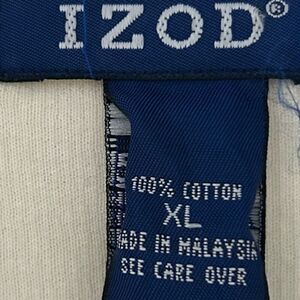 IZOD®
100% COTTON
XL
MADE IN MALAYSIA
SEE CARE OVER